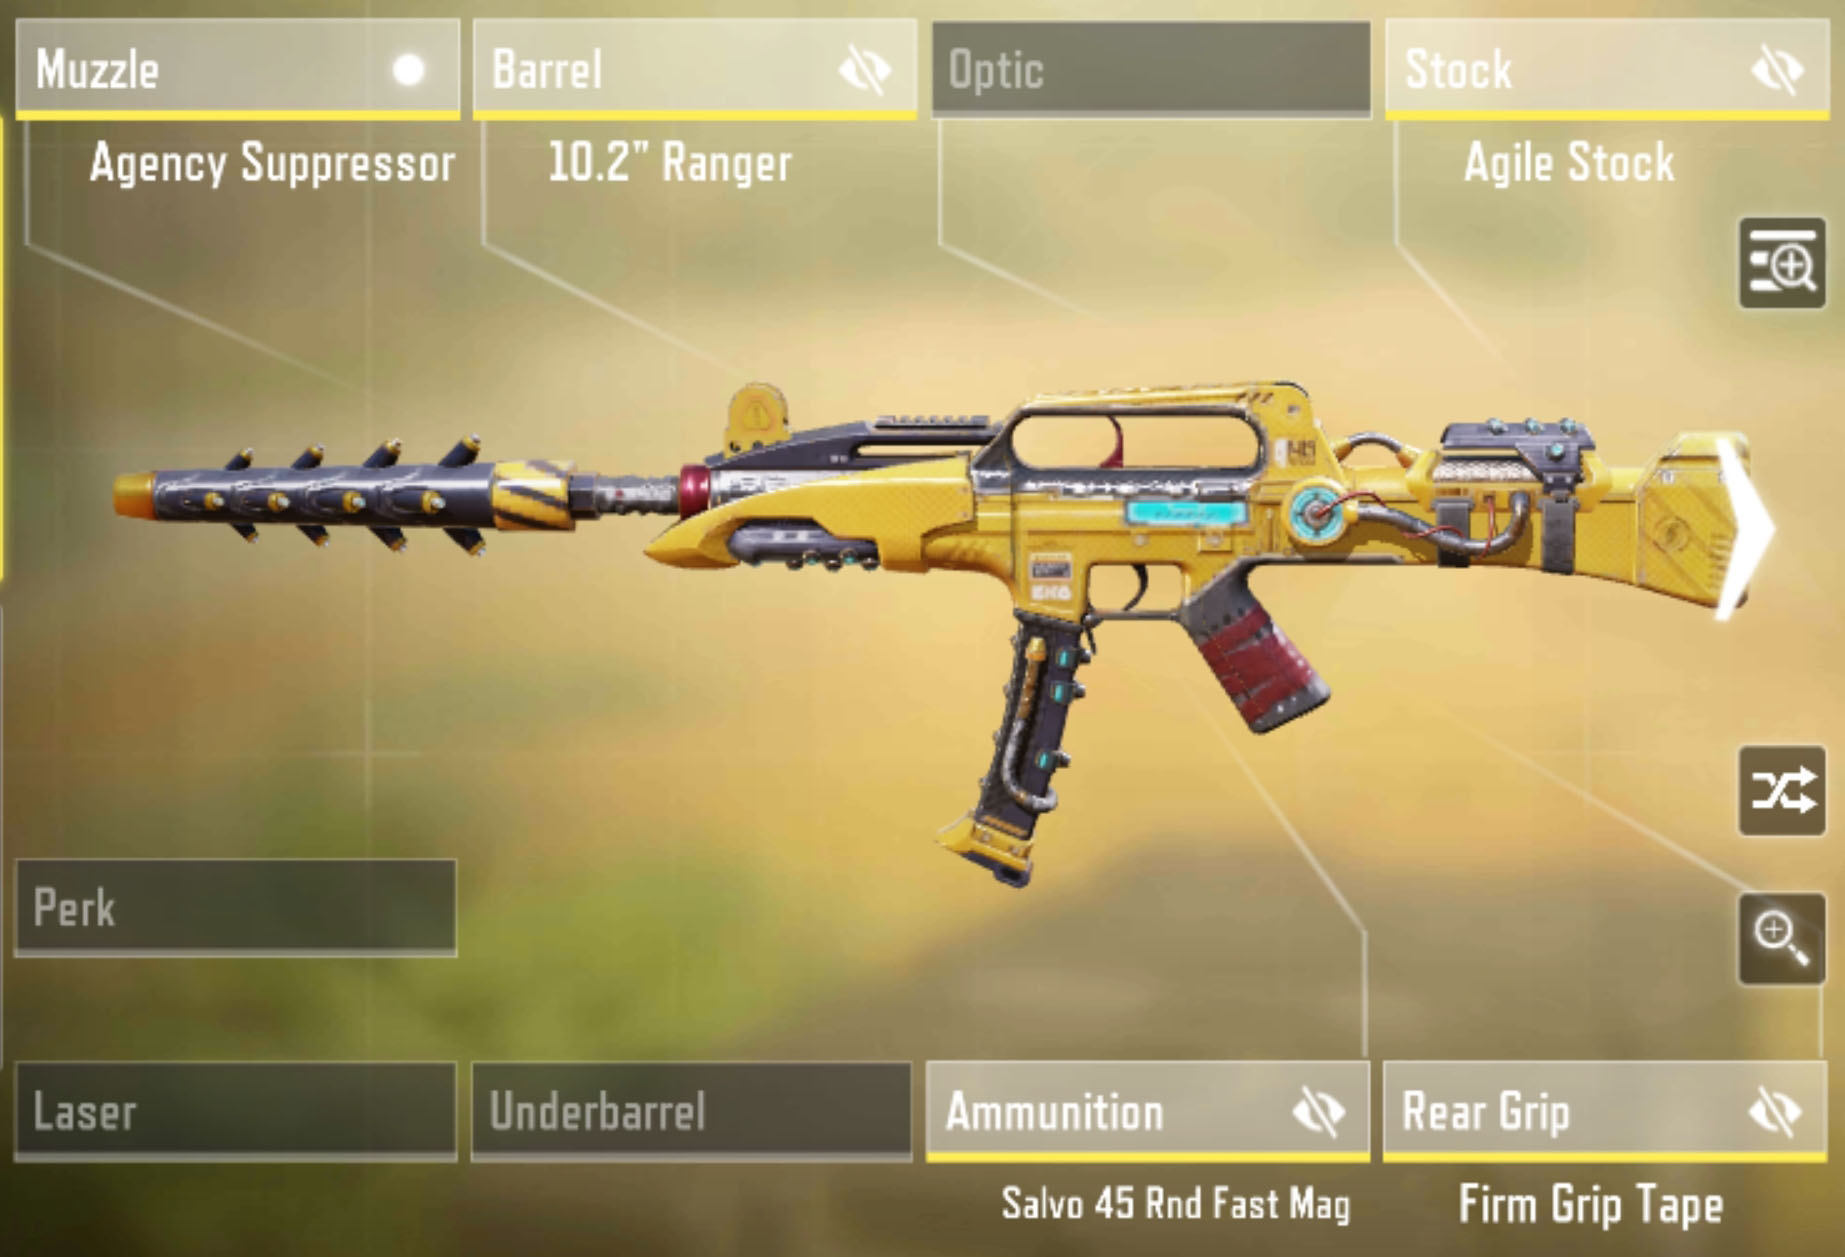 Muzzle
Barrel
Optic
Stock
Agency Suppressor
10.2" Ranger
Agile Stock
Perk
Laser
Underbarrel
Ammunition
Rear Grip
Salvo 45 Rnd Fast Mag
Firm Grip Tape